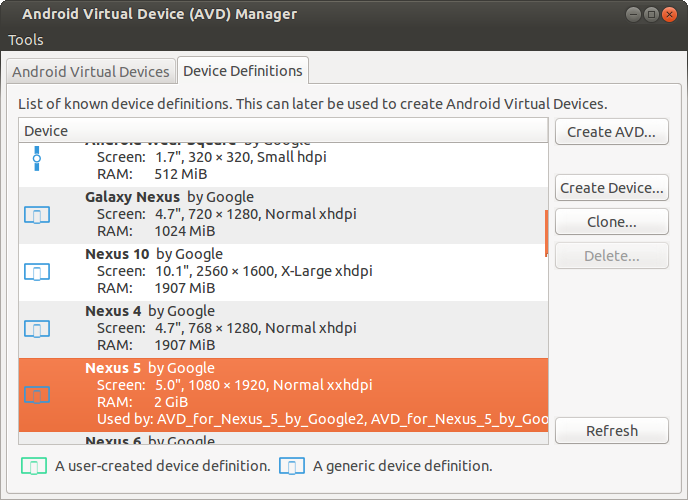 Android Virtual Device (AVD) Manager
Tools
Android Virtual Devices
Device Definitions
List of known device definitions. This can later be used to create Android Virtual Devices.
Device
Android Wear Square by Google
Screen: 1.7", 320 × 320, Small hdpi
RAM: 512 MiB
Galaxy Nexus by Google
Screen: 4.7", 720 × 1280, Normal xhdpi
RAM: 1024 MiB
Nexus 10 by Google
Screen: 10.1", 2560 × 1600, X-Large xhdpi
RAM: 1907 MiB
Nexus 4 by Google
Screen: 4.7", 768 × 1280, Normal xhdpi
RAM: 1907 MiB
Nexus 5 by Google
Screen: 5.0", 1080 × 1920, Normal xxhdpi
RAM: 2 GiB
Used by: AVD_for_Nexus_5_by_Google2, AVD_for_Nexus_5_by_Goo
Nexus 6 by Google
Create AVD...
Create Device...
Clone...
Delete...
Refresh
A user-created device definition.
A generic device definition.